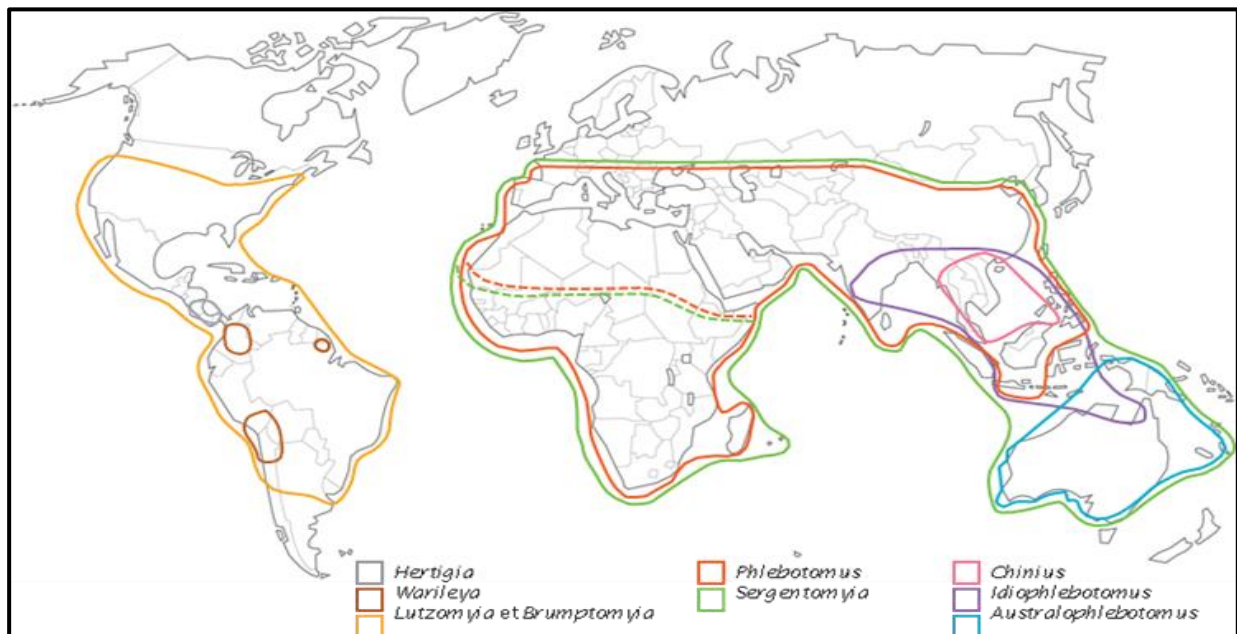 Hertigia
Warileya
Lutzomyia et Brumptomyia
Phlebotomus
Sergentomyia
Chinius
Idiophlebotomus
Australophlebotomus